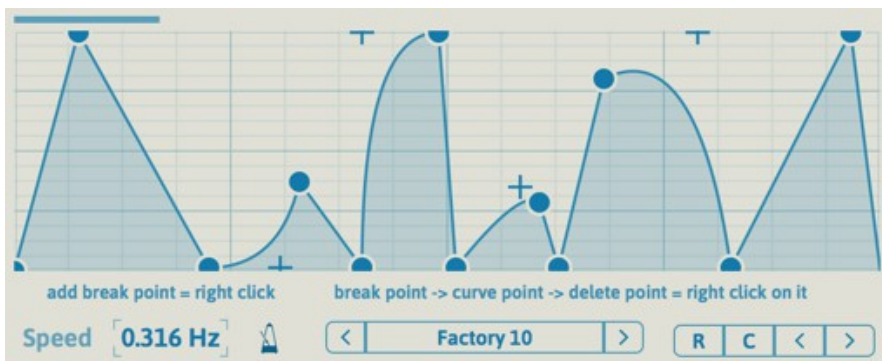 add break point = right click
break point -> curve point -> delete point = right click on it
Speed 0.316 Hz < Factory 10 > R C < >